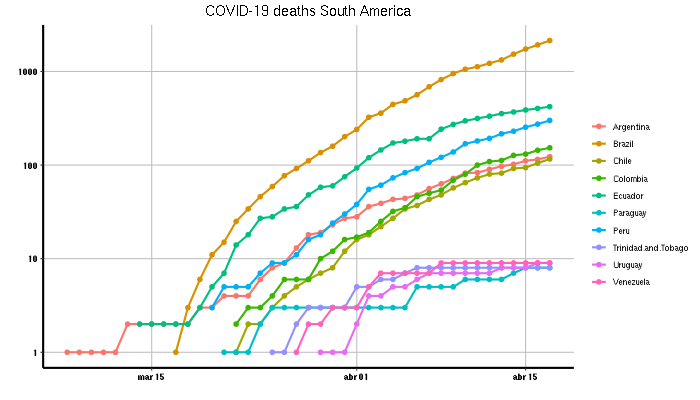 COVID-19 deaths South America
1000
100
10
1
mar 15
abr 01
abr 15
Argentina
Brazil
Chile
Colombia
Ecuador
Paraguay
Peru
Trinidad.and.Tobago
Uruguay
Venezuela